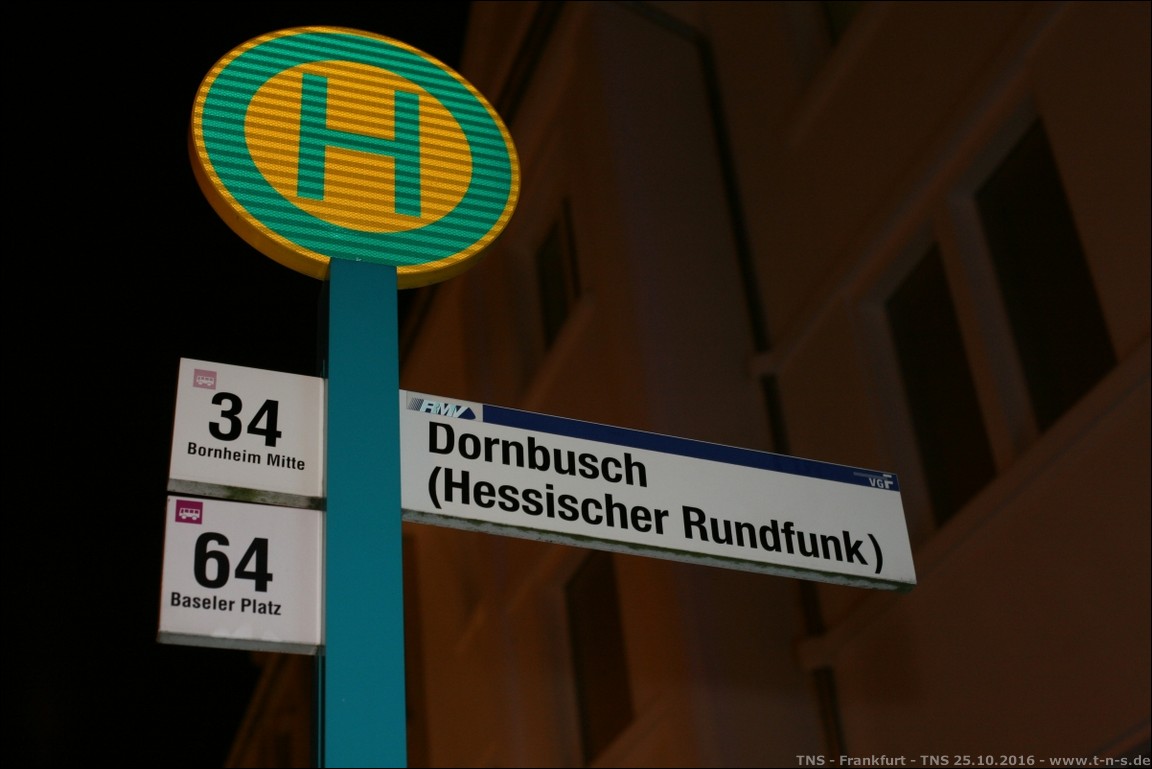 H
34
Bornheim Mitte
64
Baseler Platz
RMV
VGF
Dornbusch
(Hessischer Rundfunk)
TNS - Frankfurt - TNS 25.10.2016 - www.t-n-s.de